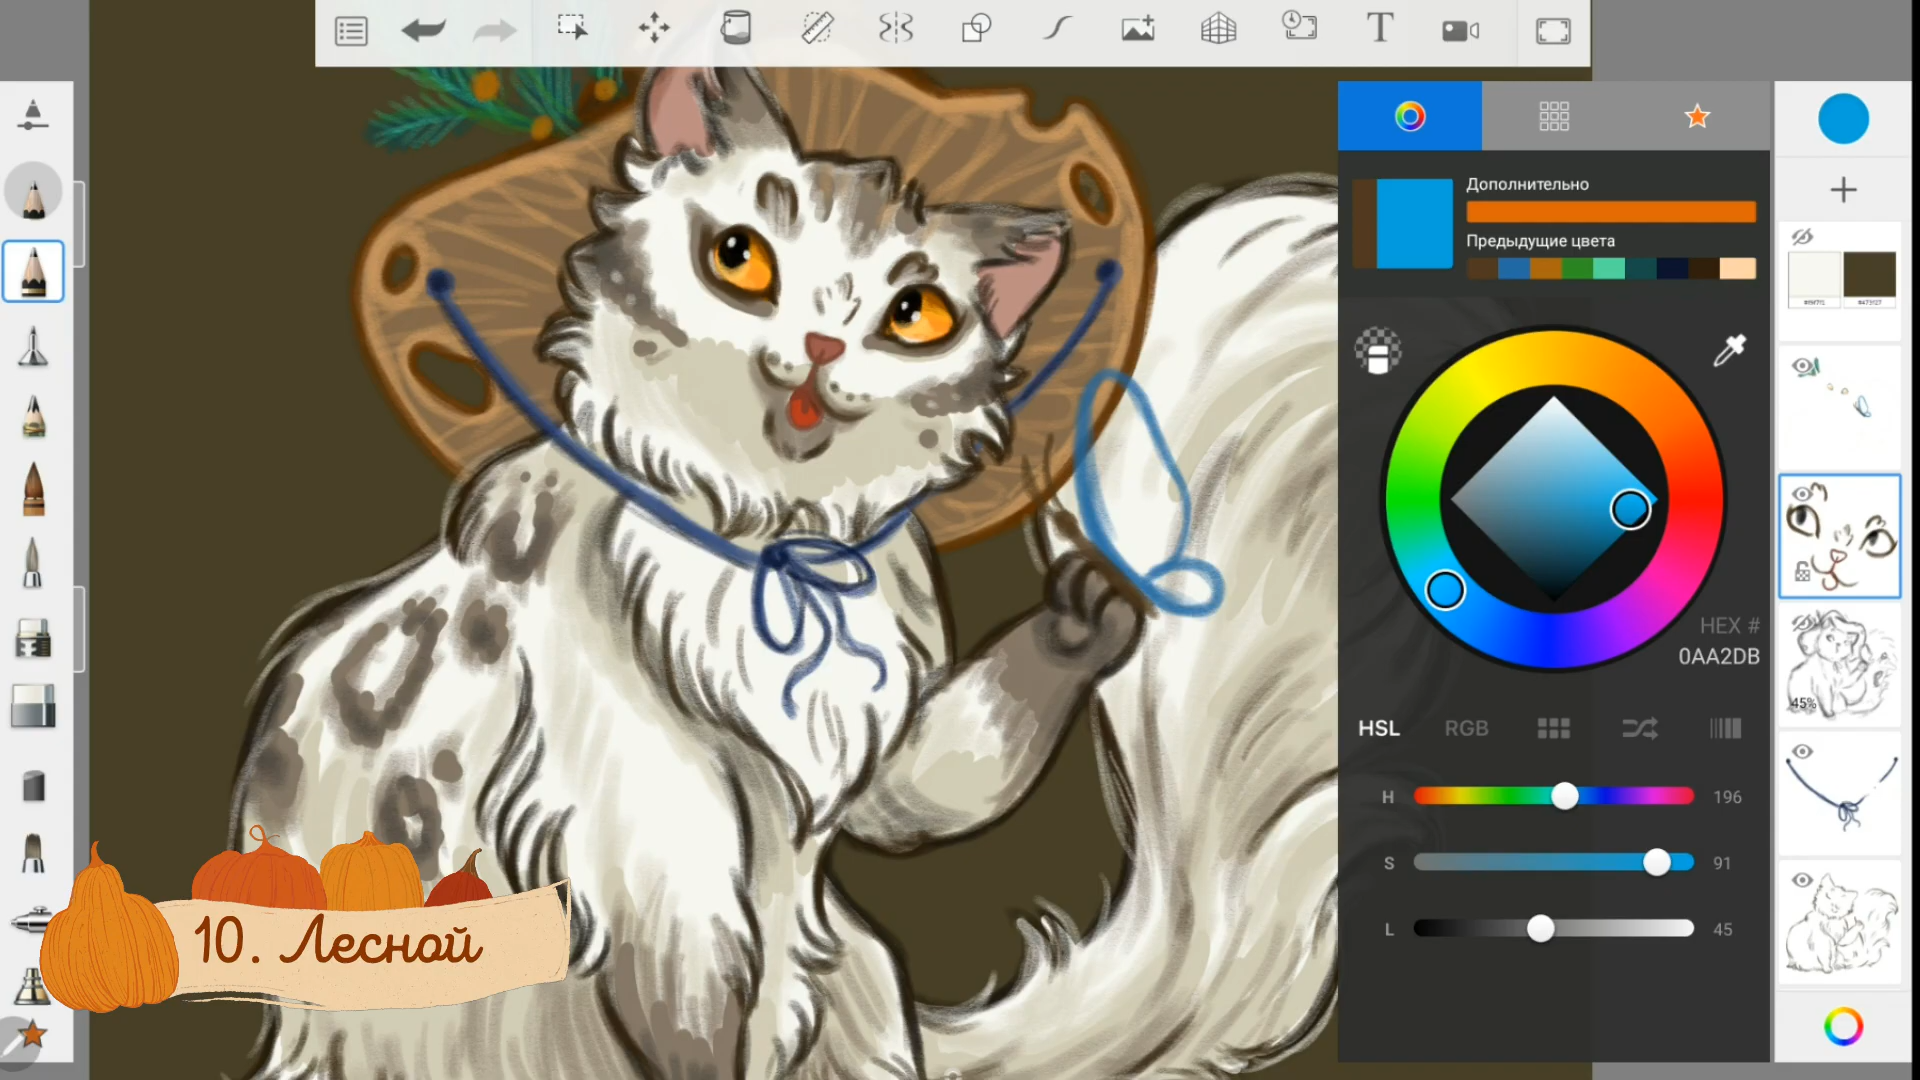 T
Дополнительно
Предыдущие цвета
HEX #
0AA2DB
45%
HSL RGB
H 196
S 91
L 45
10. Лесной